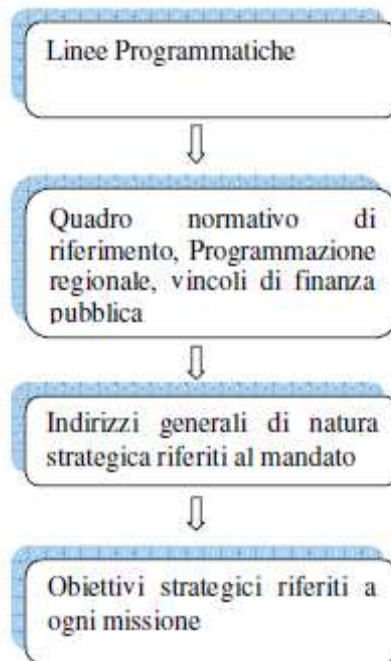 Linee Programmatiche
Quadro normativo di
riferimento, Programmazione
regionale, vincoli di finanza
pubblica
Indirizzi generali di natura
strategica riferiti al mandato
Obiettivi strategici riferiti a
ogni missione